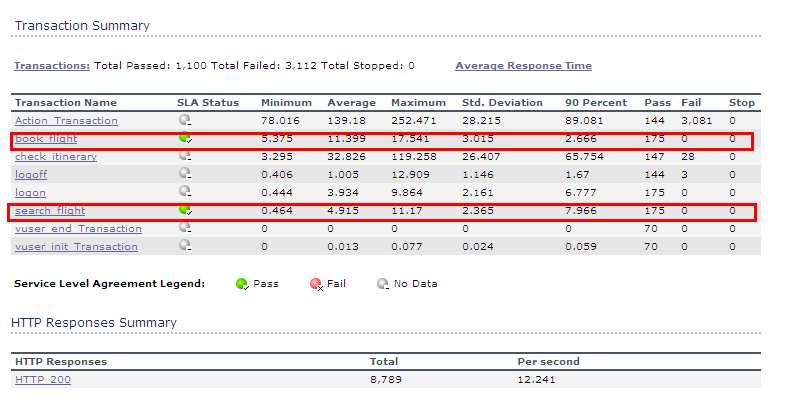 Transaction Summary
Transactions: Total Passed: 1,100 Total Failed: 3,112 Total Stopped: 0 Average Response Time
Transaction Name SLA Status Minimum Average Maximum Std. Deviation 90 Percent Pass Fail Stop
Action_Transaction 78.016 139.18 252.471 28.215 89.081 144 3,081 0
book_flight 5.375 11.399 17.541 3.015 2.666 175 0 0
check_itinerary 3.295 32.826 119.258 26.407 65.754 147 28 0
logoff 0.406 1.005 12.909 1.146 1.67 144 3 0
logon 0.444 3.934 9.864 2.161 6.777 175 0 0
search_flight 0.464 4.915 11.17 2.365 7.966 175 0 0
vuser_end_Transaction 0 0 0 0 0 70 0 0
vuser_init_Transaction 0 0.013 0.077 0.024 0.059 70 0 0
Service Level Agreement Legend: Pass Fail No Data
HTTP Responses Summary
HTTP Responses Total Per second
HTTP_200 8,789 12.241